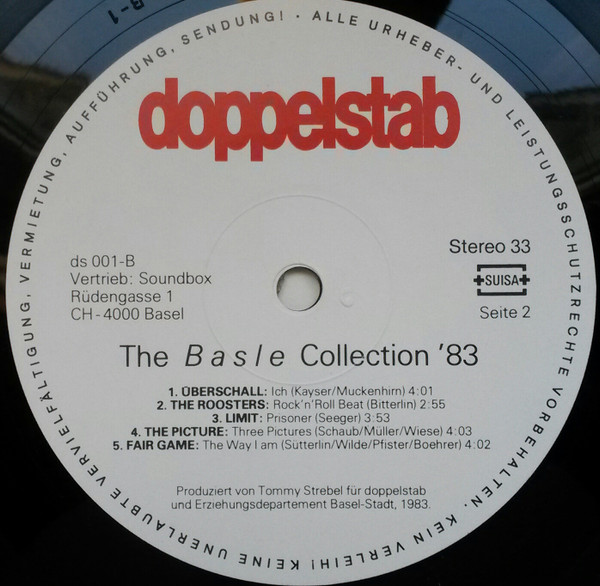 B-1
ALLE URHEBER- UND LEISTUNGSSCHUTZRECHTE VORBEHALTEN. KEIN VERLEIH! KEINE UNERLAUBTE VERVIELFÄLTIGUNG, VERMIETUNG, AUFFÜHRUNG, SENDUNG! ·
doppelstab
ds 001-B
Vertrieb: Soundbox
Rüdengasse 1
CH-4000 Basel
Stereo 33
SUISA
Seite 2
The Basle Collection '83
1. ÜBERSCHALL: Ich (Kayser/Muckenhirn) 4:01
2. THE ROOSTERS: Rock'n'Roll Beat (Bitterlin) 2:55
3. LIMIT: Prisoner (Seeger) 3:53
4. THE PICTURE: Three Pictures (Schaub/Müller/Wiese) 4:03
5. FAIR GAME: The Way I am (Sütterlin/Wilde/Pfister/Boehrer) 4:02
Produziert von Tommy Strebel für doppelstab
und Erziehungsdepartement Basel-Stadt, 1983.